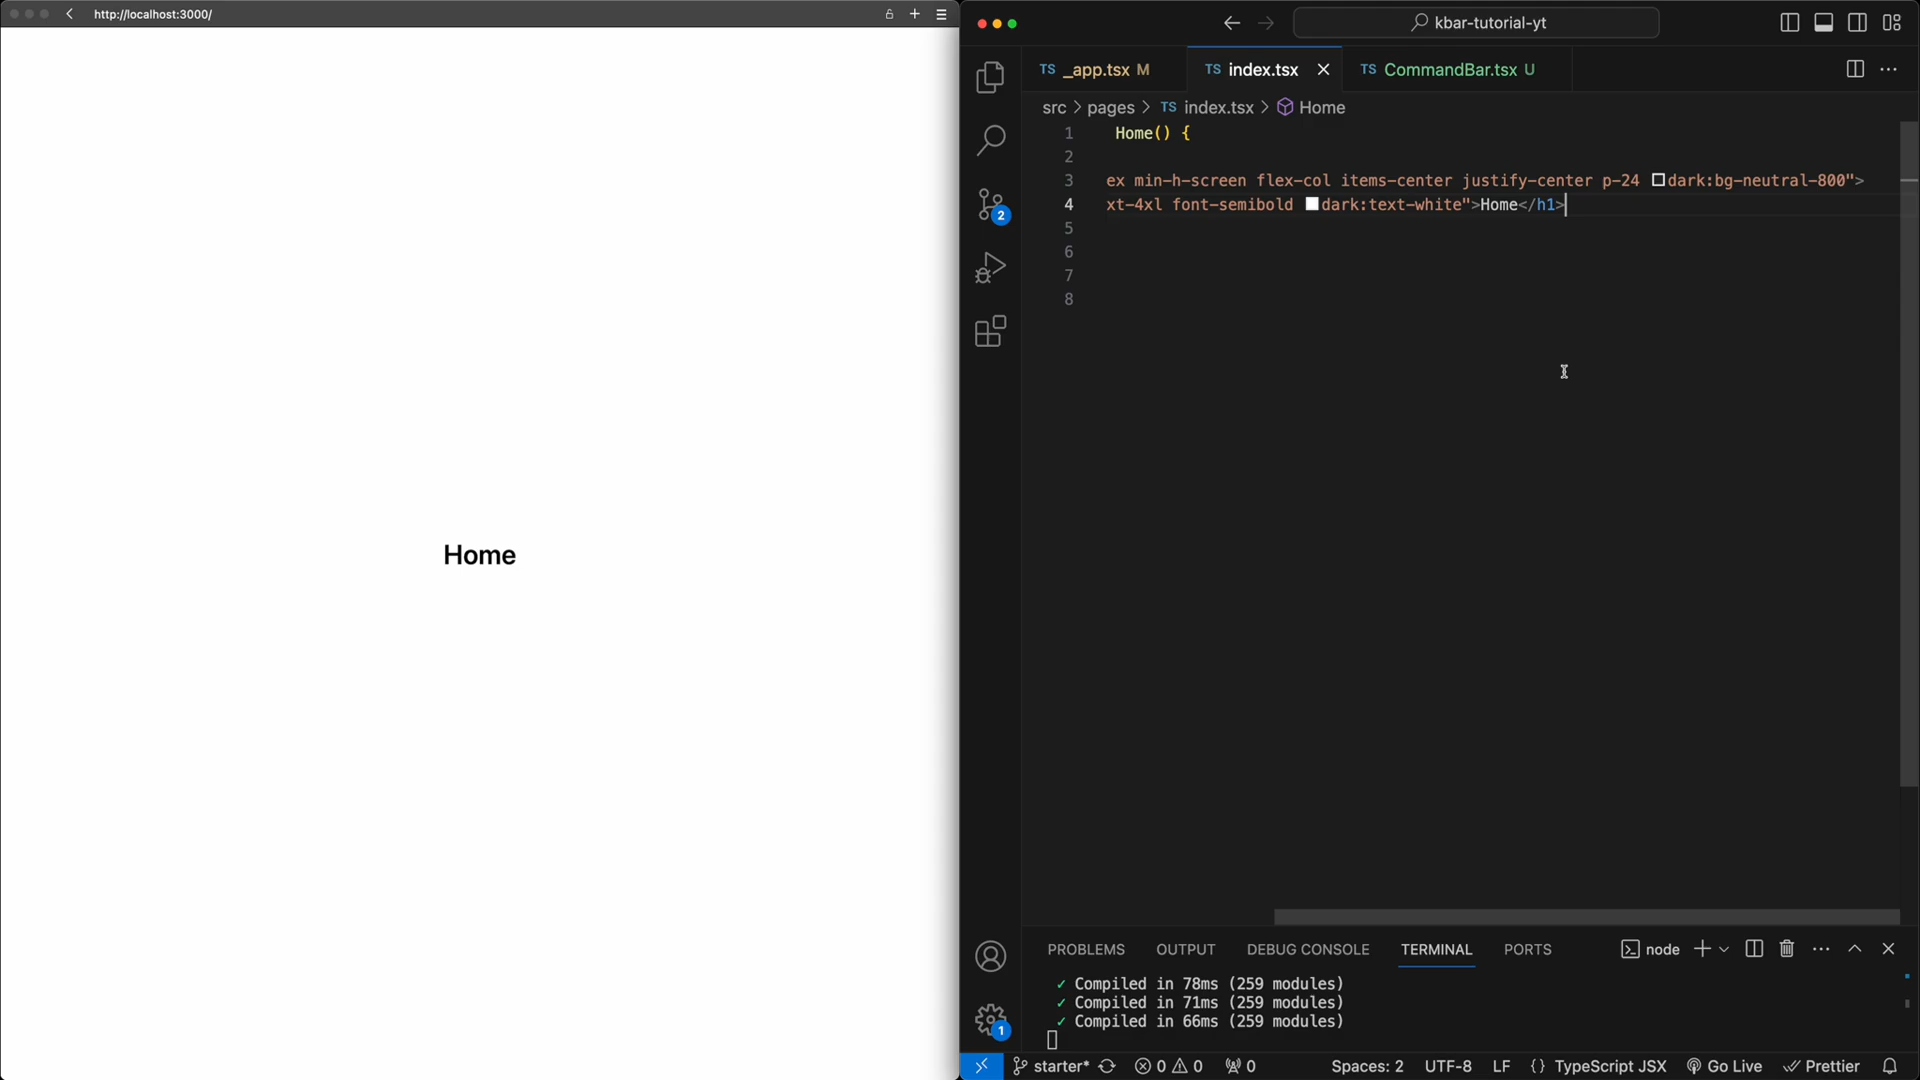 http://localhost:3000/
Home
kbar-tutorial-yt
TS _app.tsx M
TS index.tsx
TS CommandBar.tsx U
src > pages > TS index.tsx > Home
1 Home() {
2
3 ex min-h-screen flex-col items-center justify-center p-24 dark:bg-neutral-800">
4 xt-4xl font-semibold dark:text-white">Home</h1>
5
6
7
8
2
1
PROBLEMS OUTPUT DEBUG CONSOLE TERMINAL PORTS node
✓ Compiled in 78ms (259 modules)
✓ Compiled in 71ms (259 modules)
✓ Compiled in 66ms (259 modules)
starter* 0 0 0 Spaces: 2 UTF-8 LF {} TypeScript JSX Go Live Prettier